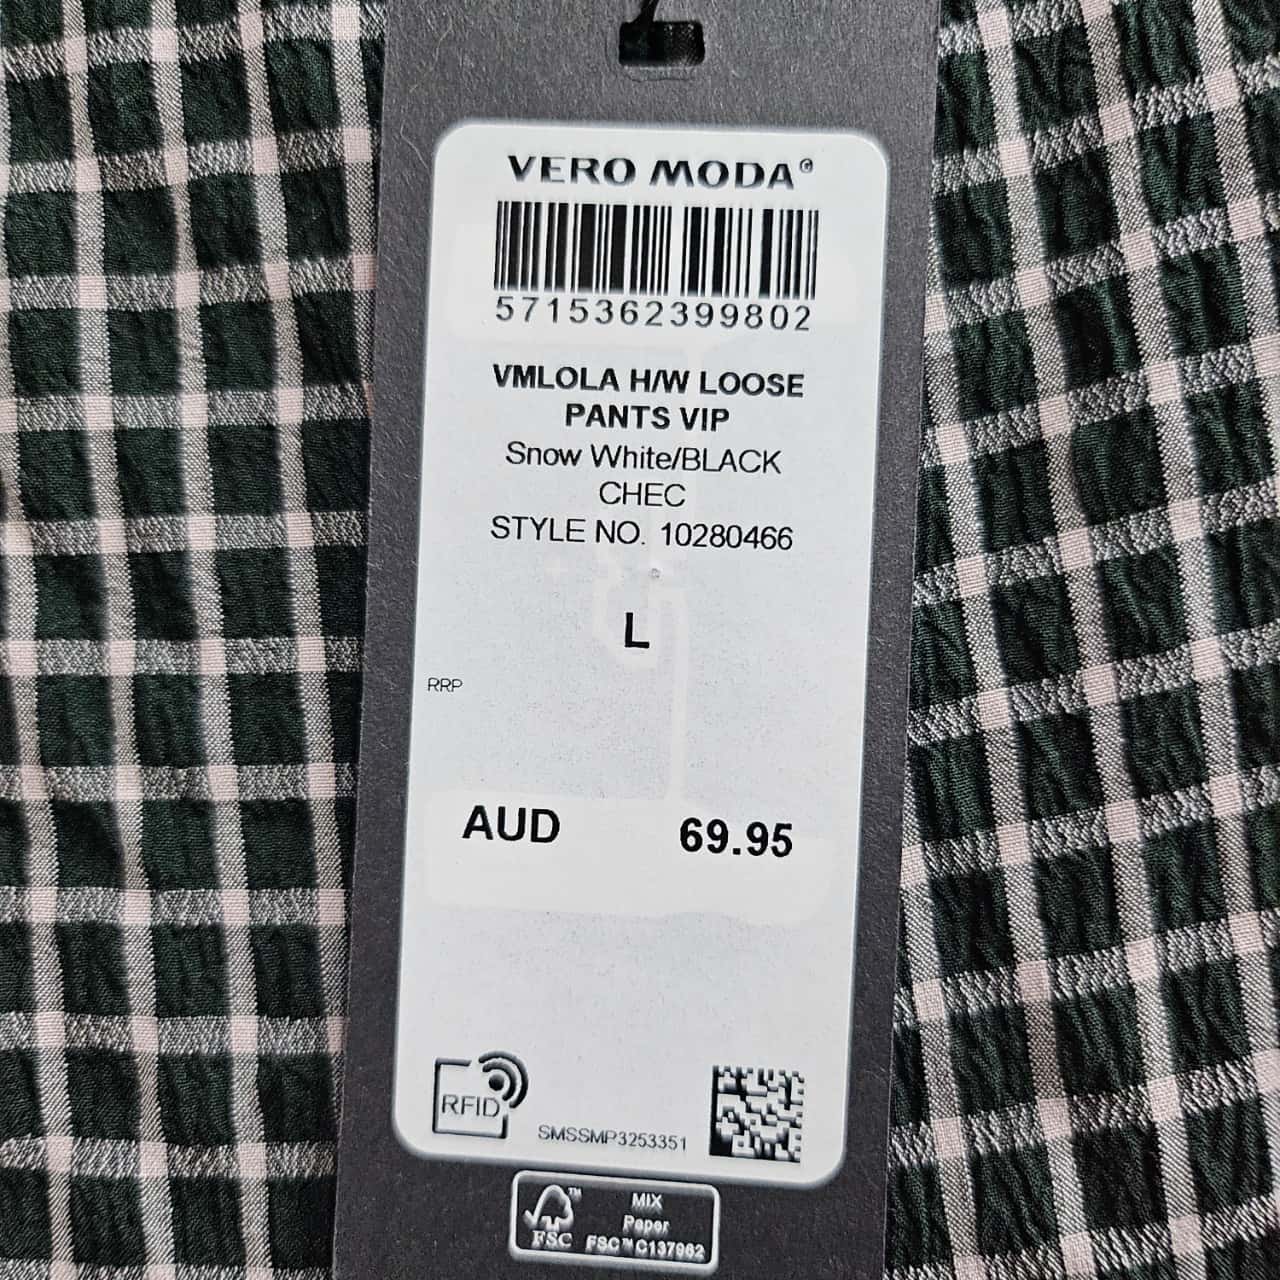 VERO MODA®
5715362399802
VMLOLA H/W LOOSE
PANTS VIP
Snow White/BLACK
CHEC
STYLE NO. 10280466
L
RRP
AUD 69.95
RFID
SMSSMP3253351
FSC™
MIX
Paper
FSC™ C137962